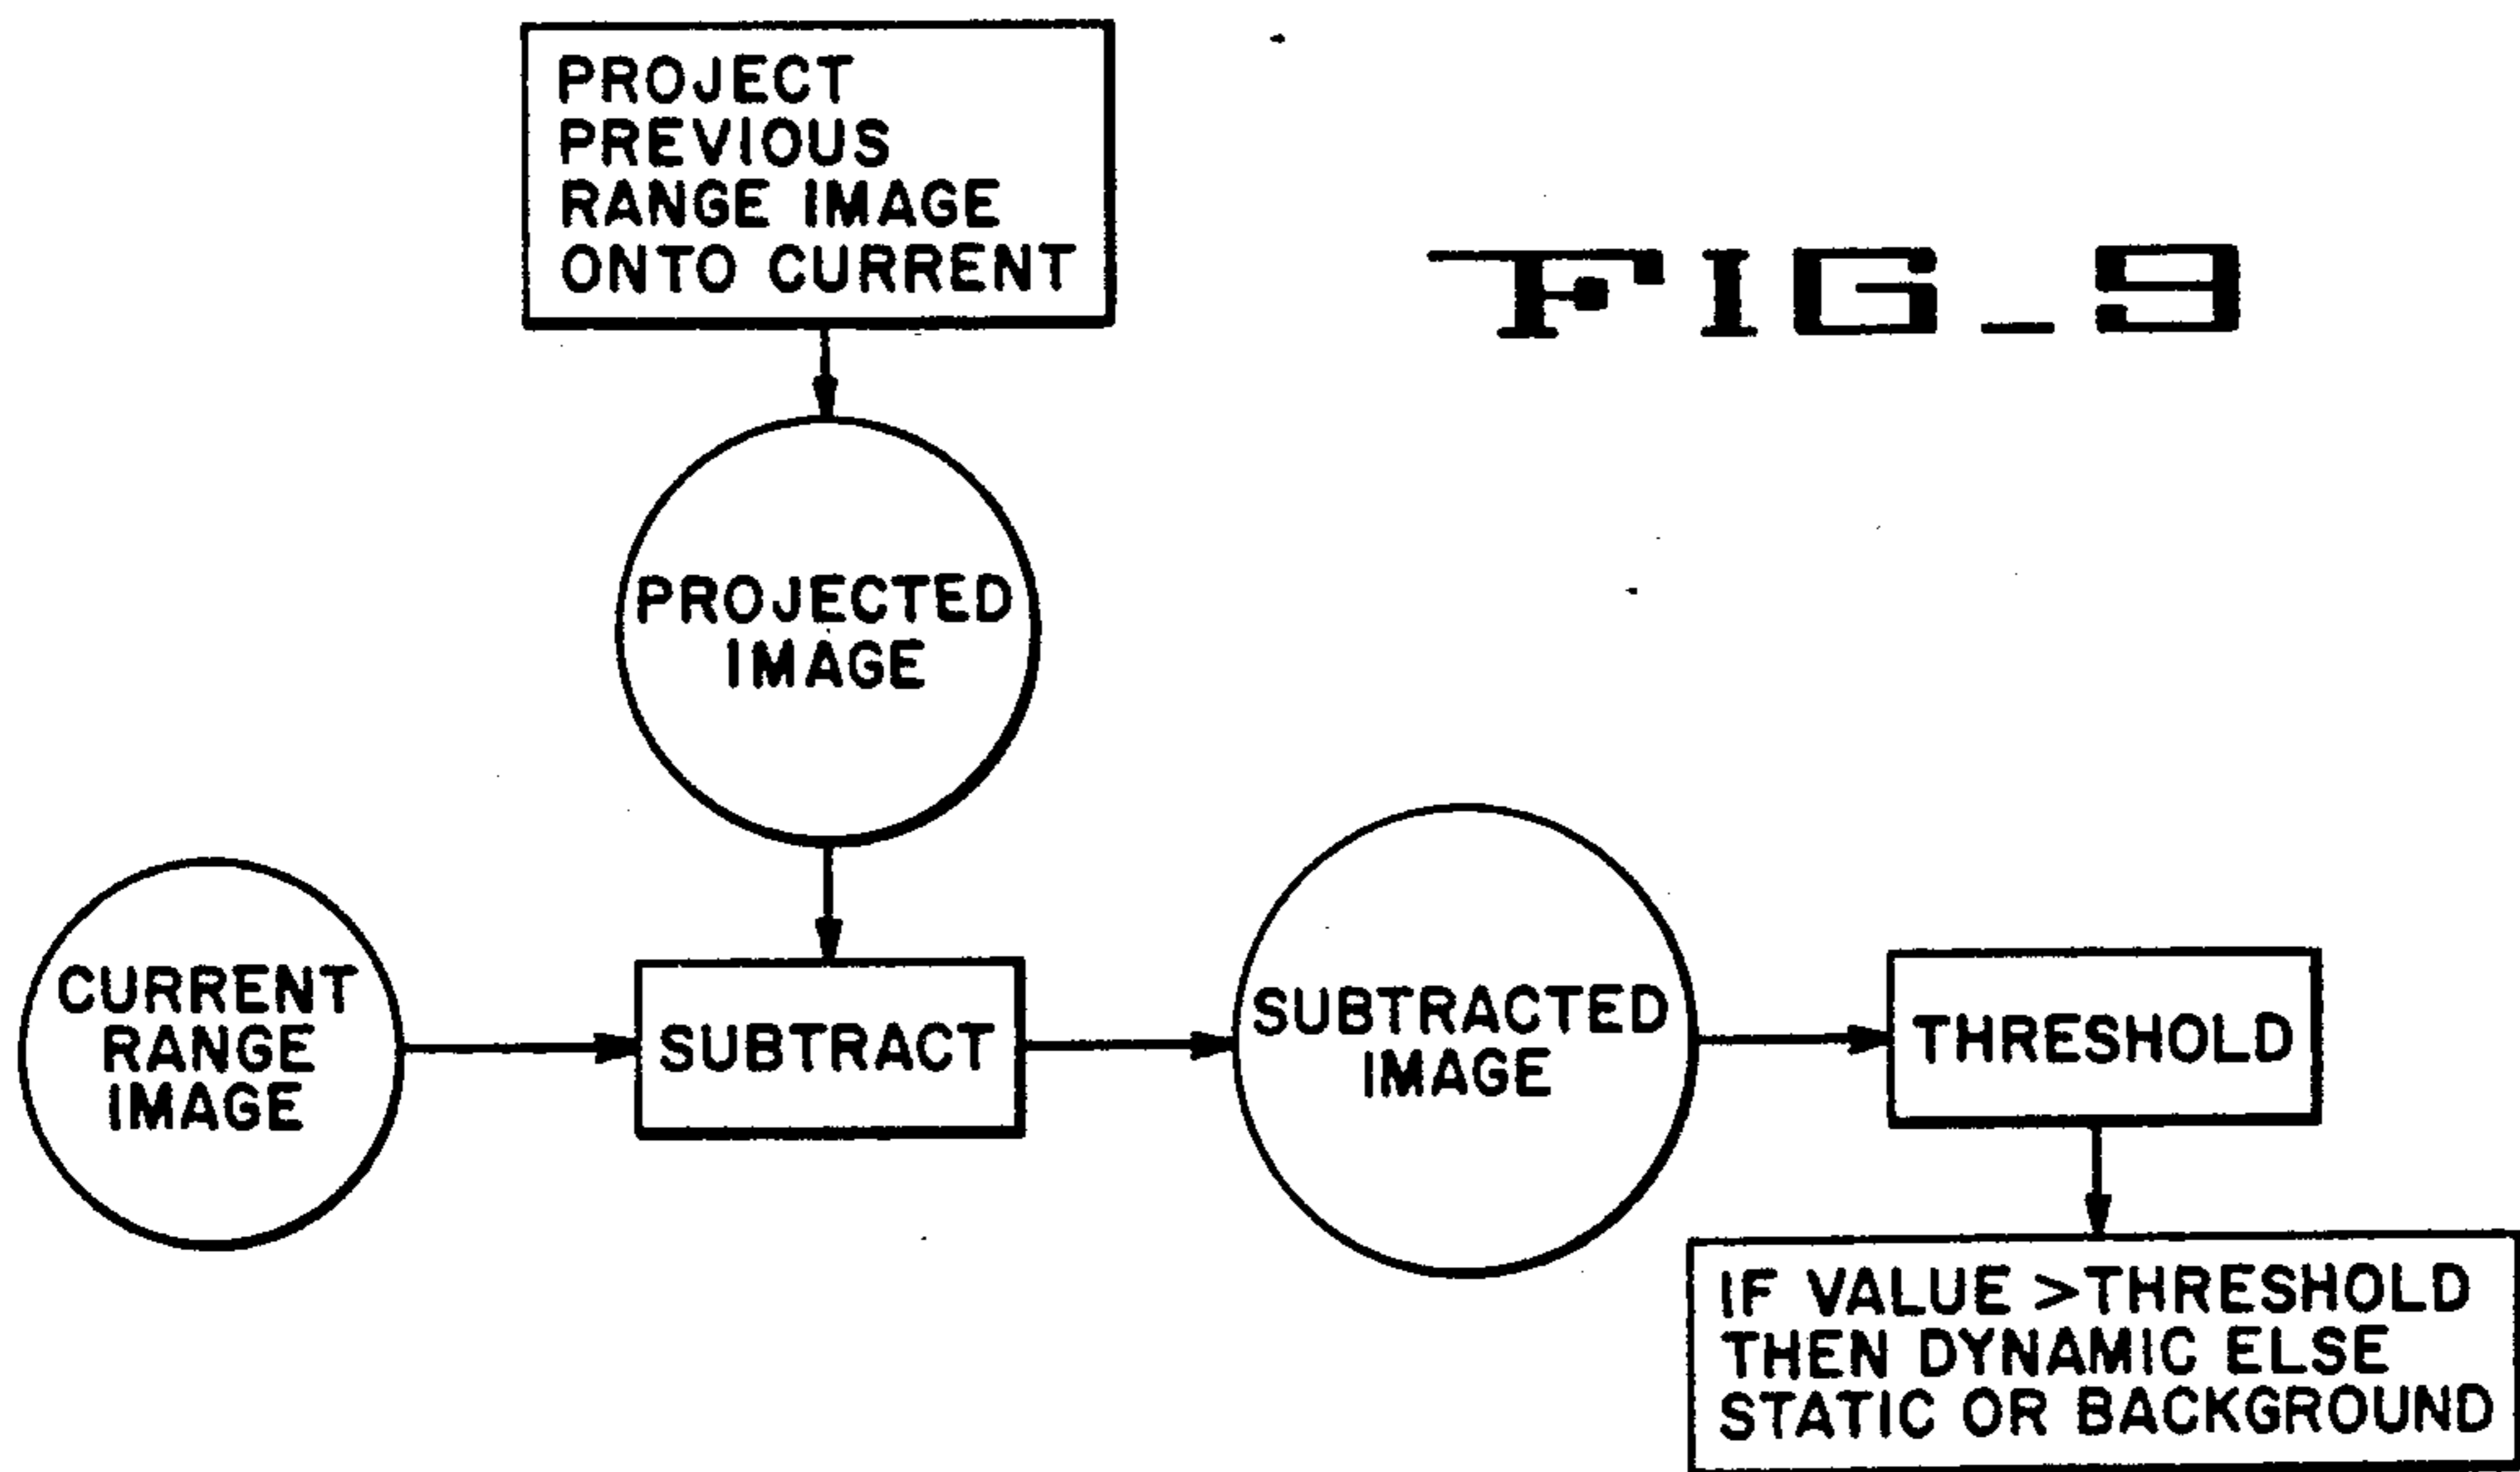 PROJECT
PREVIOUS
RANGE IMAGE
ONTO CURRENT
FIG_9
PROJECTED
IMAGE
CURRENT
RANGE
IMAGE
SUBTRACT
SUBTRACTED
IMAGE
THRESHOLD
IF VALUE >THRESHOLD
THEN DYNAMIC ELSE
STATIC OR BACKGROUND